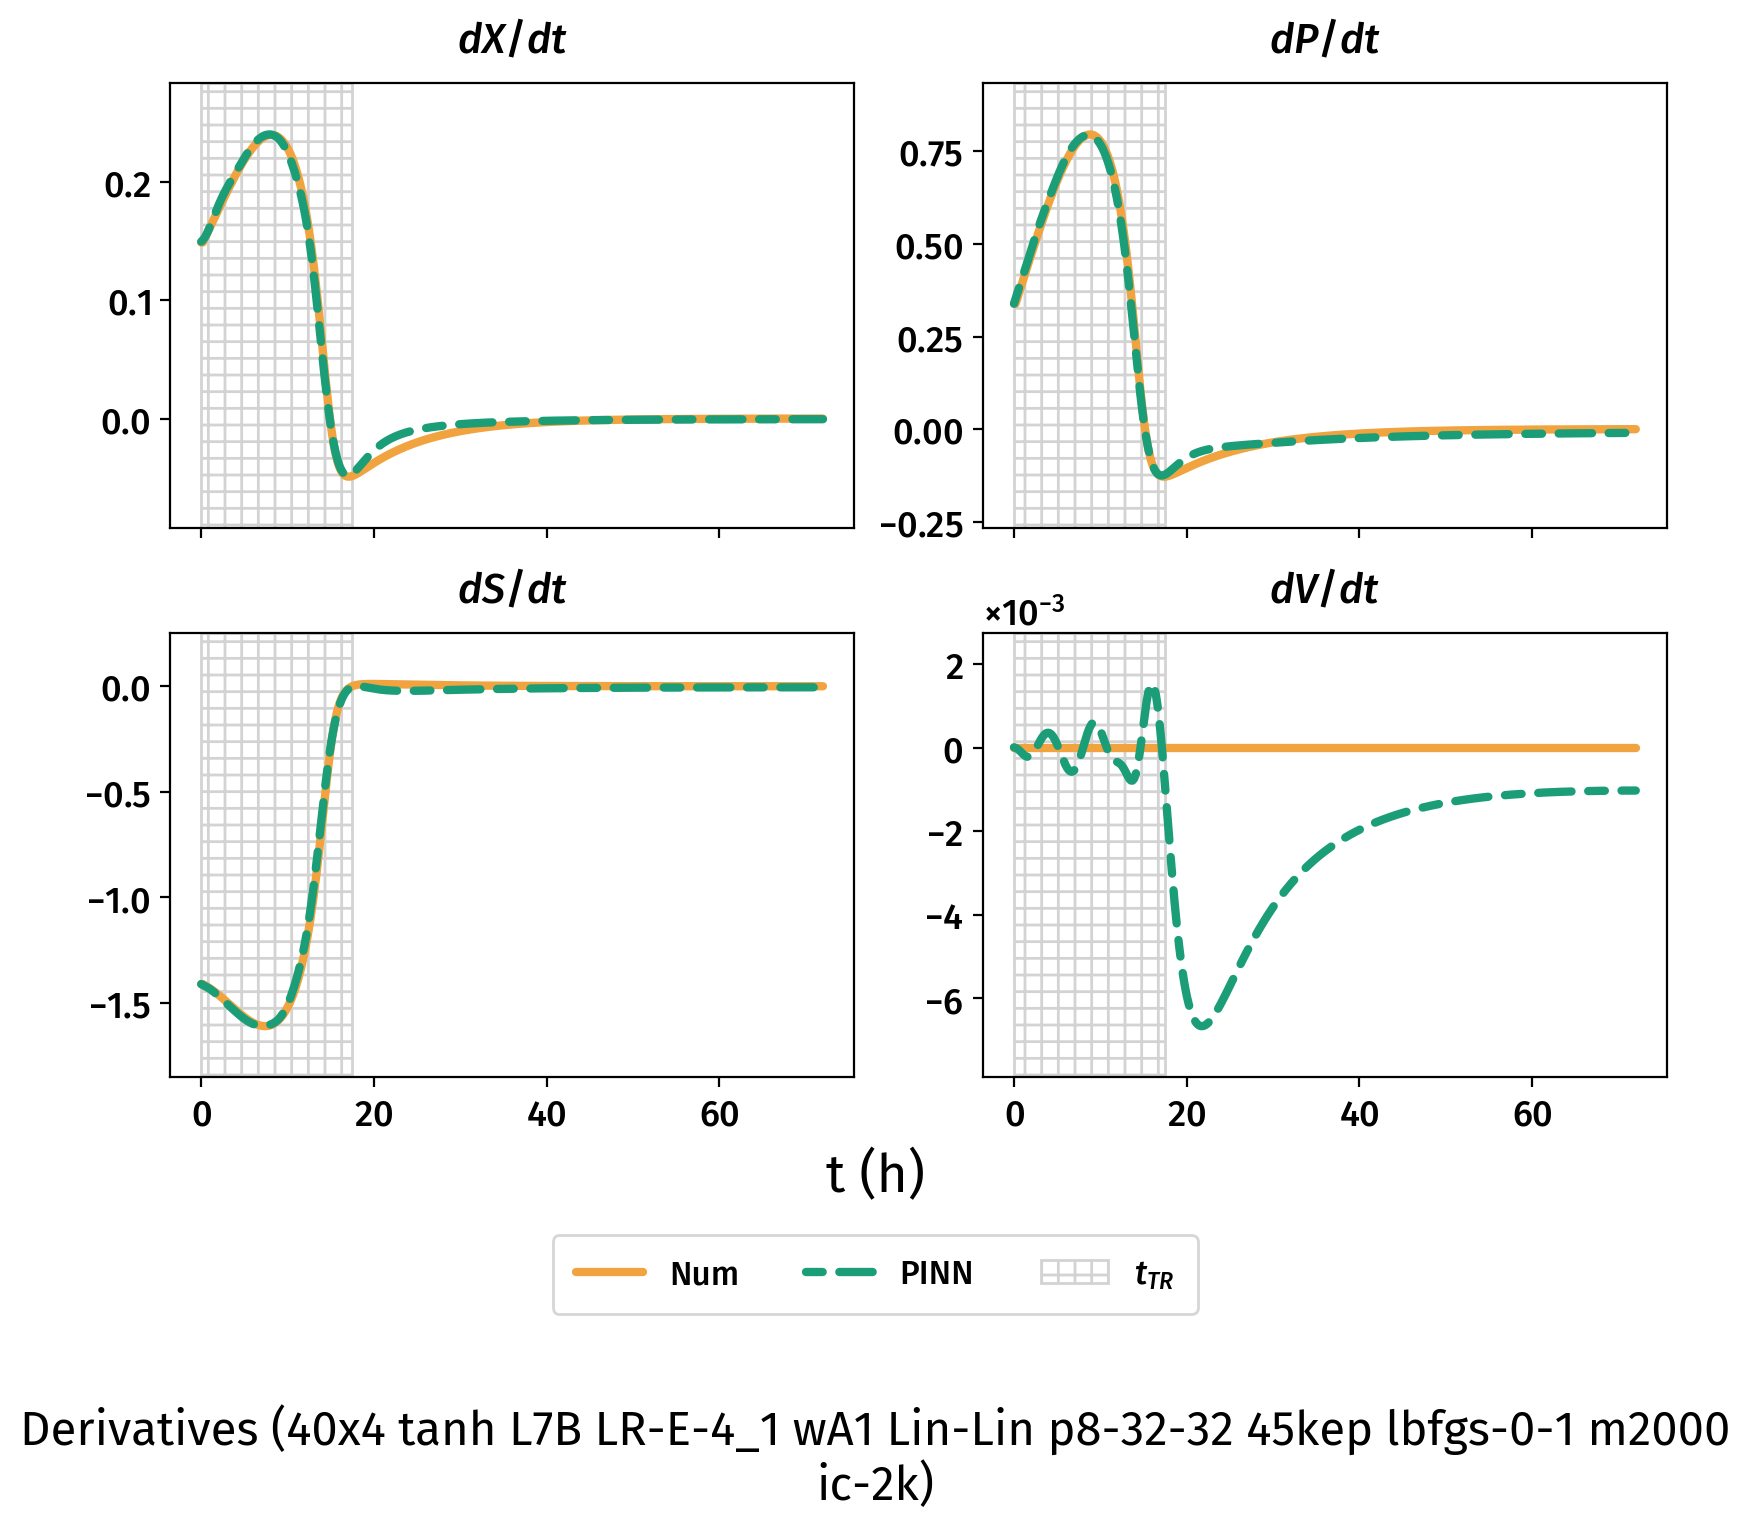 dX/dt
dP/dt
0.2
0.1
0.0
0.75
0.50
0.25
0.00
−0.25
dS/dt
dV/dt
×10⁻³
0.0
−0.5
−1.0
−1.5
2
0
−2
−4
−6
0 20 40 60
0 20 40 60
t (h)
Num PINN t_TR
Derivatives (40x4 tanh L7B LR-E-4_1 wA1 Lin-Lin p8-32-32 45kep lbfgs-0-1 m2000
ic-2k)